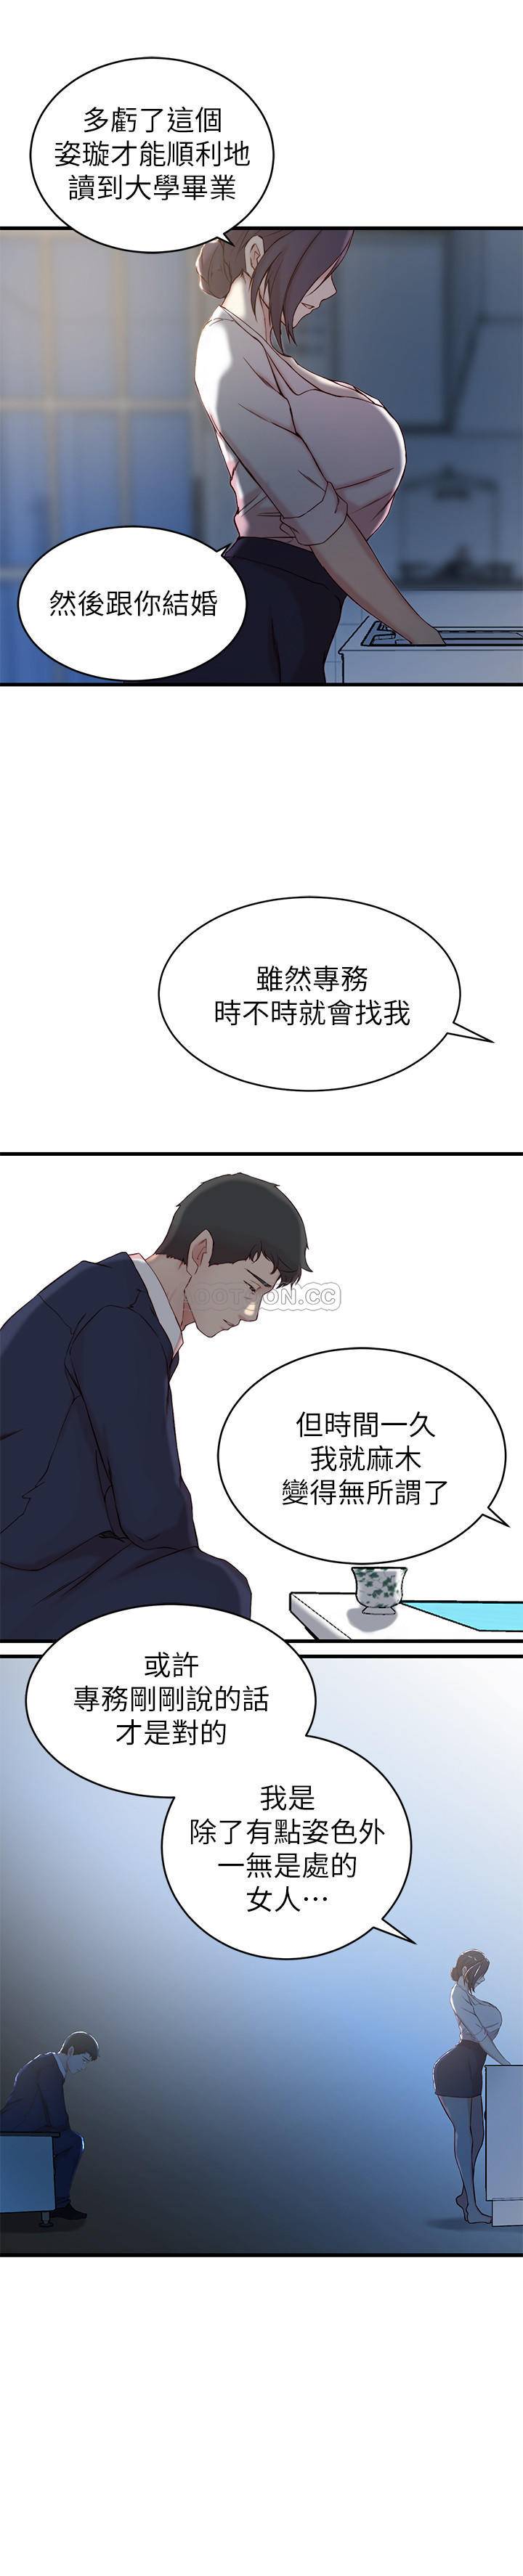 多虧了這個
姿璇才能順利地
讀到大學畢業
然後跟你結婚
雖然專務
時不時就會找我
DOTSON.CC
但時間一久
我就麻木
變得無所謂了
或許
專務剛剛說的話
才是對的
我是
除了有點姿色外
一無是處的
女人…